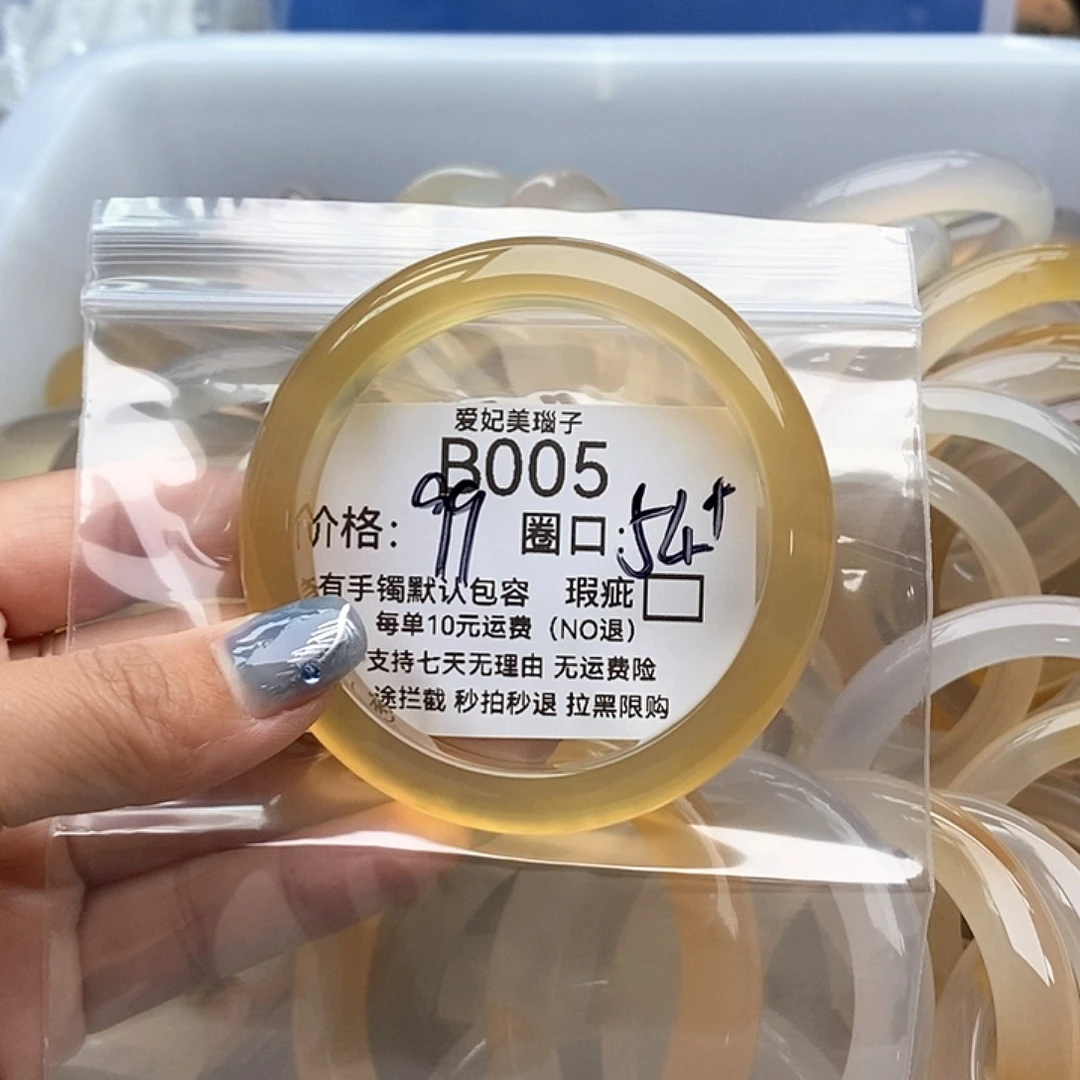 爱妃美瑙子
B005
价格：99 圈口：54+
有手镯默认包容 瑕疵
每单10元运费（NO退）
支持七天无理由 无运费险
途拦截 秒拍秒退 拉黑限购